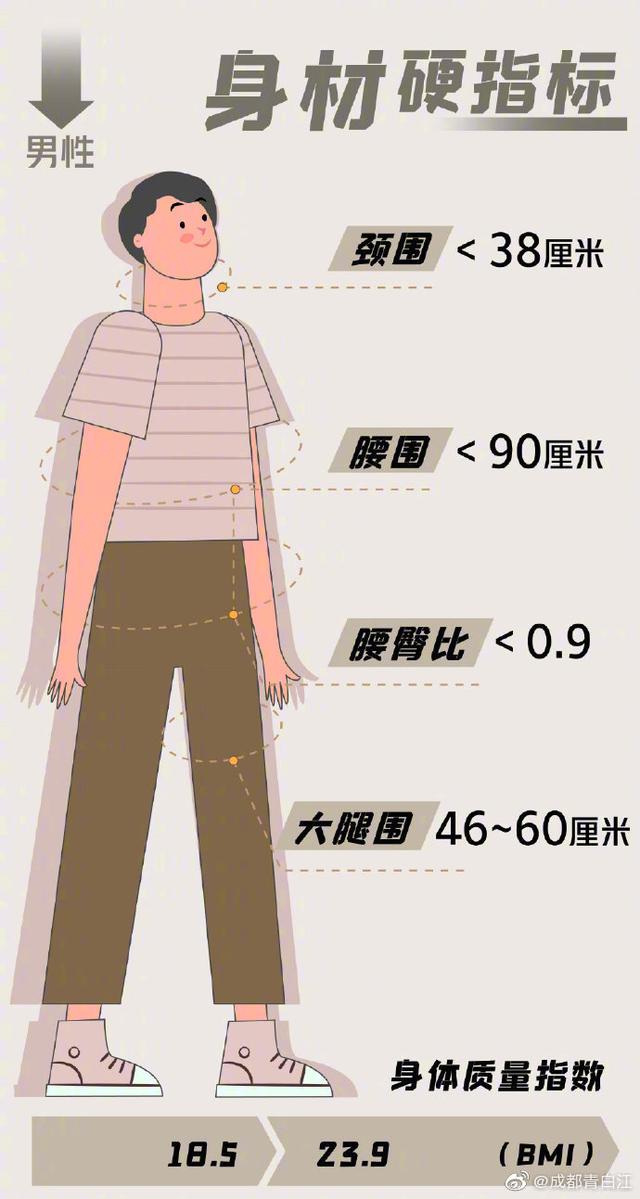 身材硬指标
男性
颈围 < 38厘米
腰围 < 90厘米
腰臀比 < 0.9
大腿围 46~60厘米
身体质量指数
18.5 23.9 (BMI)
@成都青白江